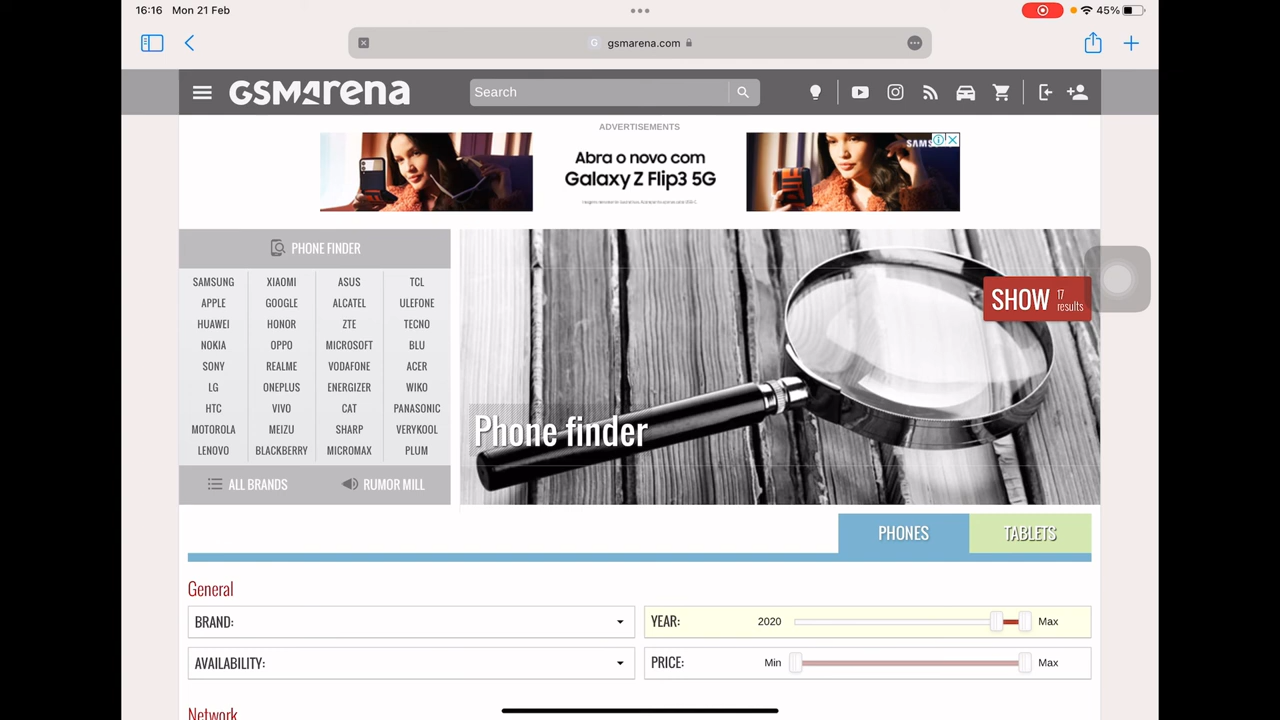 16:16 Mon 21 Feb
45%
gsmarena.com
GSMArena
Search
ADVERTISEMENTS
Abra o novo com
Galaxy Z Flip3 5G
SAMS
PHONE FINDER
SAMSUNG XIAOMI ASUS TCL
APPLE GOOGLE ALCATEL ULEFONE
HUAWEI HONOR ZTE TECNO
NOKIA OPPO MICROSOFT BLU
SONY REALME VODAFONE ACER
LG ONEPLUS ENERGIZER WIKO
HTC VIVO CAT PANASONIC
MOTOROLA MEIZU SHARP VERYKOOL
LENOVO BLACKBERRY MICROMAX PLUM
ALL BRANDS RUMOR MILL
SHOW 17 results
Phone finder
PHONES TABLETS
General
BRAND: YEAR: 2020 Max
AVAILABILITY: PRICE: Min Max
Network